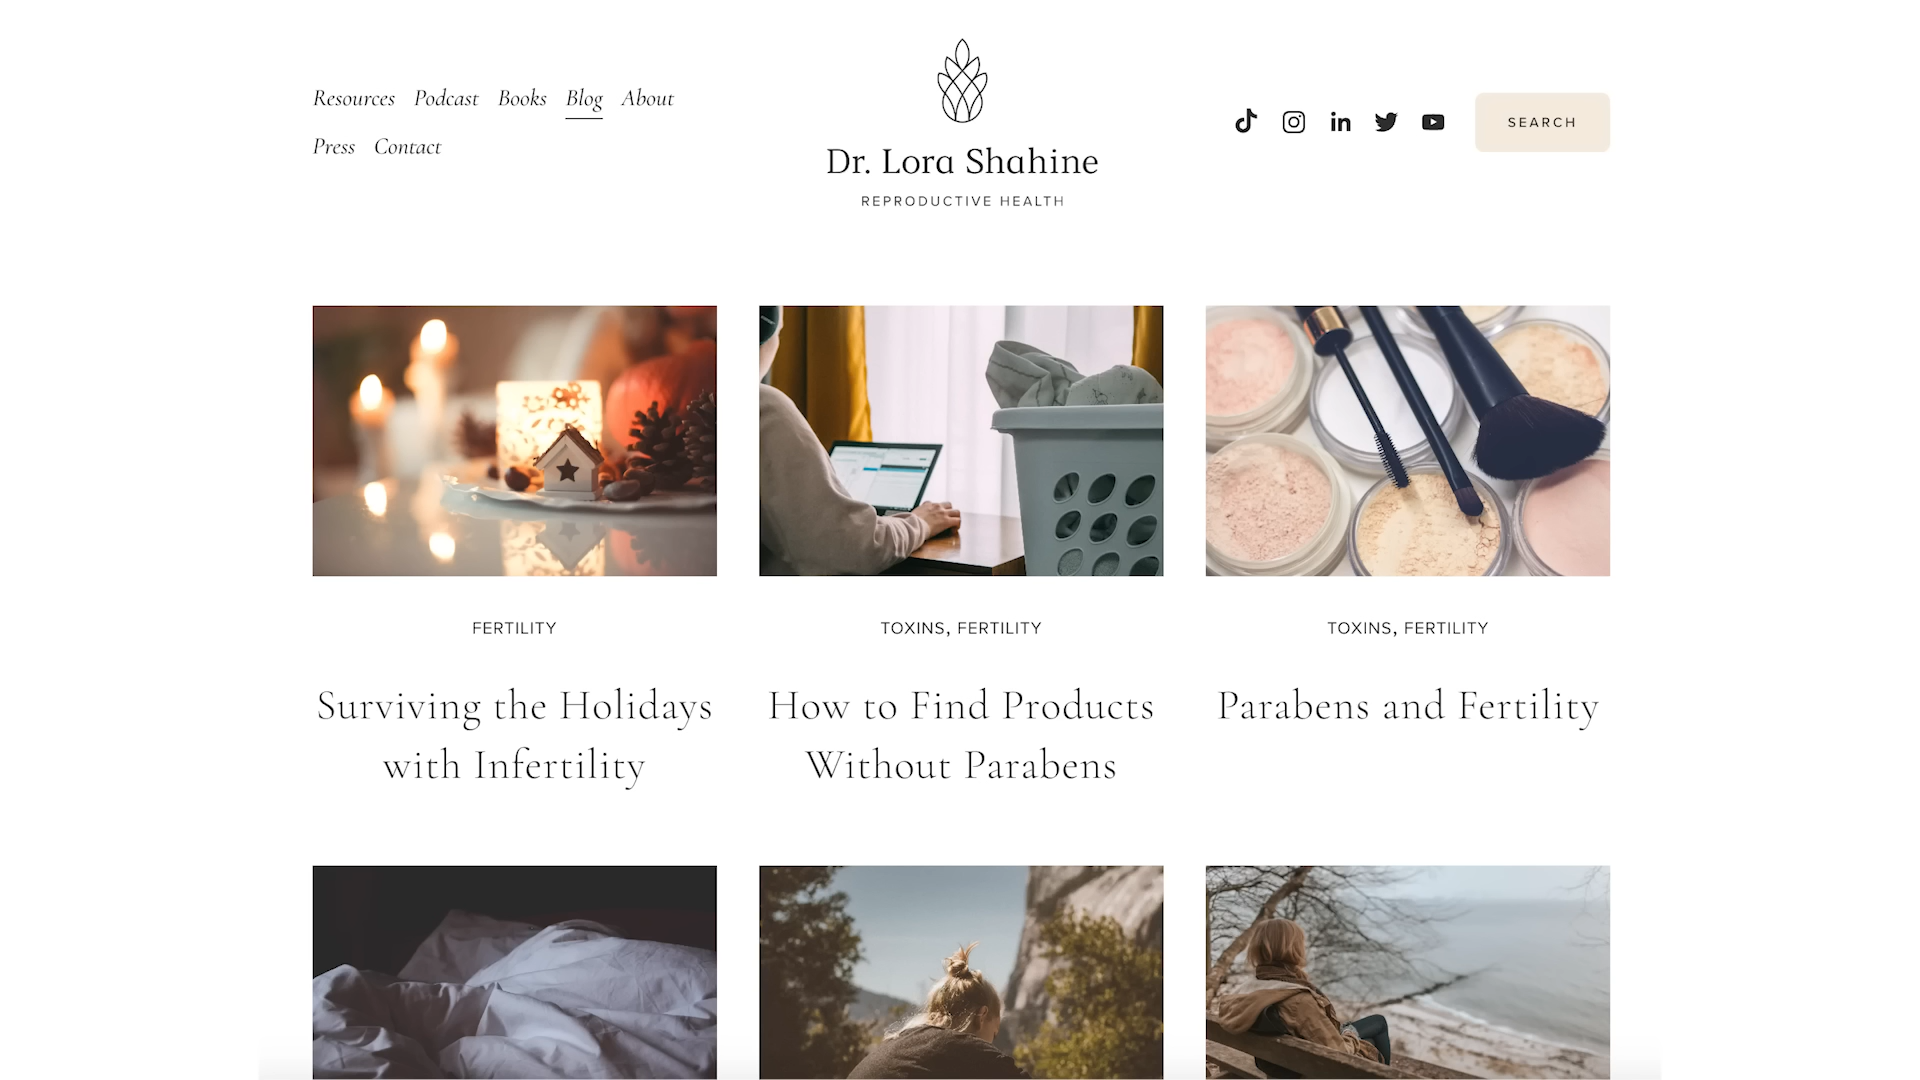 Resources Podcast Books Blog About
Press Contact
Dr. Lora Shahine
REPRODUCTIVE HEALTH
SEARCH
FERTILITY
Surviving the Holidays
with Infertility
TOXINS, FERTILITY
How to Find Products
Without Parabens
TOXINS, FERTILITY
Parabens and Fertility